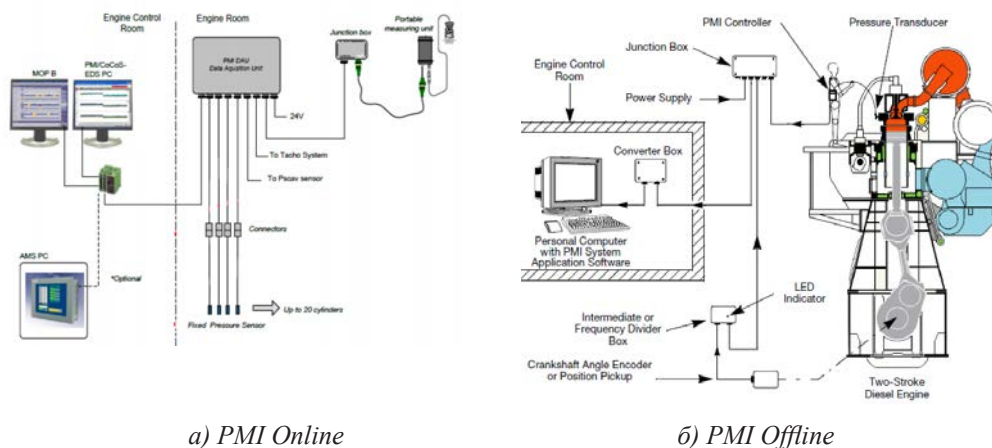 Engine Control
Room
Engine Room
MOP B
PMI/CoCoS-
EDS PC
PMI DAU
Data Aquation Unit
Junction box
Portable
measuring unit
24V
To Tacho System
To Pscav sensor
Connectors
AMS PC
*Optional
Up to 20 cylinders
Fixed Pressure Sensor
а) PMI Online
PMI Controller
Pressure Transducer
Junction Box
Engine Control
Room
Power Supply
Converter Box
Personal Computer
with PMI System
Application Software
LED
Indicator
Intermediate or
Frequency Divider
Box
Crankshaft Angle Encoder
or Position Pickup
Two-Stroke
Diesel Engine
б) PMI Offline